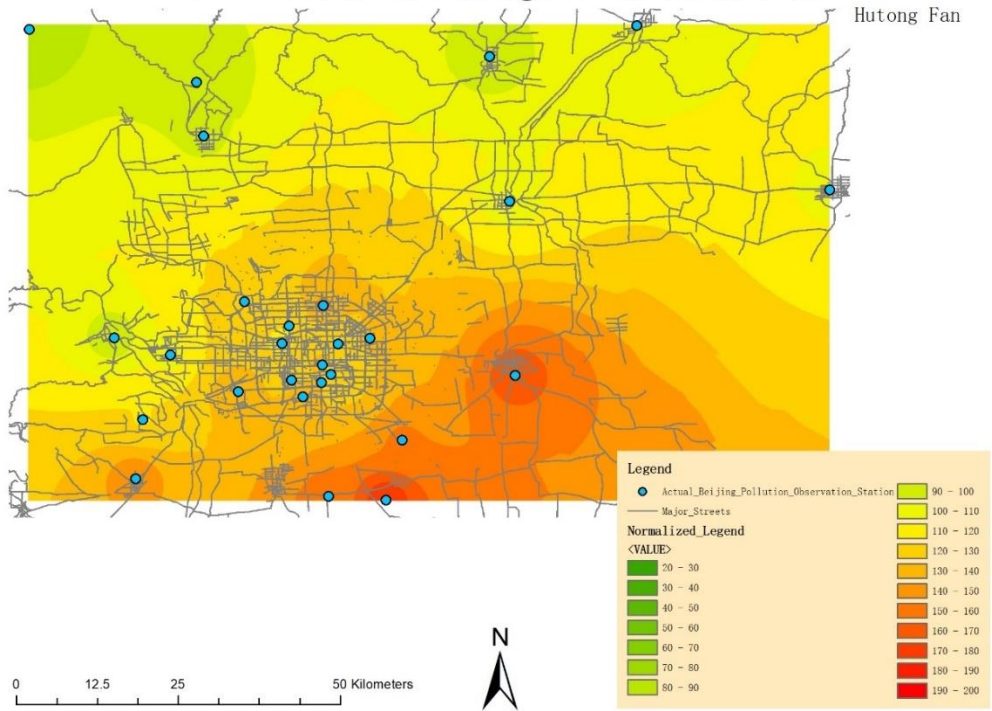 Hutong Fan
Legend
Actual_Beijing_Pollution_Observation_Station
Major_Streets
Normalized_Legend
<VALUE>
20 - 30
30 - 40
40 - 50
50 - 60
60 - 70
70 - 80
80 - 90
90 - 100
100 - 110
110 - 120
120 - 130
130 - 140
140 - 150
150 - 160
160 - 170
170 - 180
180 - 190
190 - 200
N
0 12.5 25 50 Kilometers